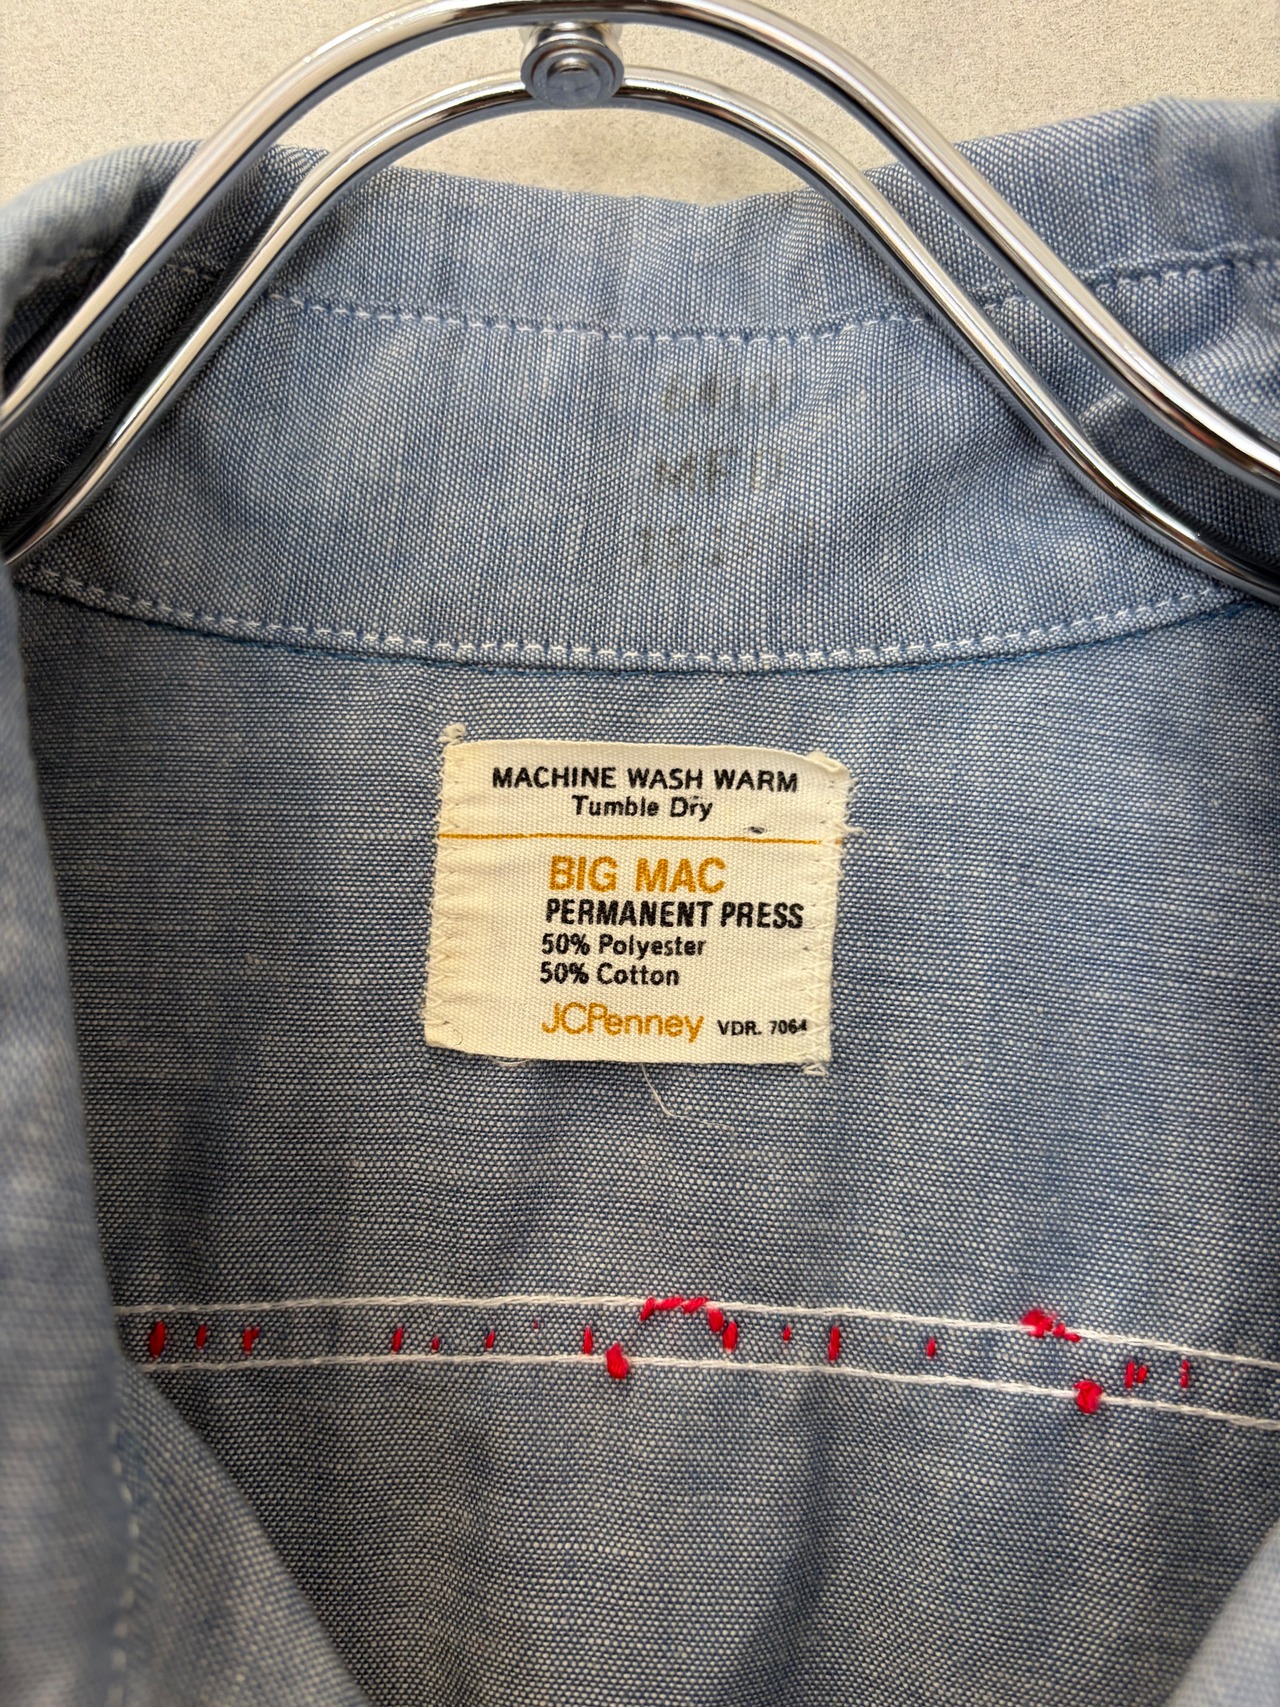 MACHINE WASH WARM
Tumble Dry
BIG MAC
PERMANENT PRESS
50% Polyester
50% Cotton
JCPenney VDR. 7064